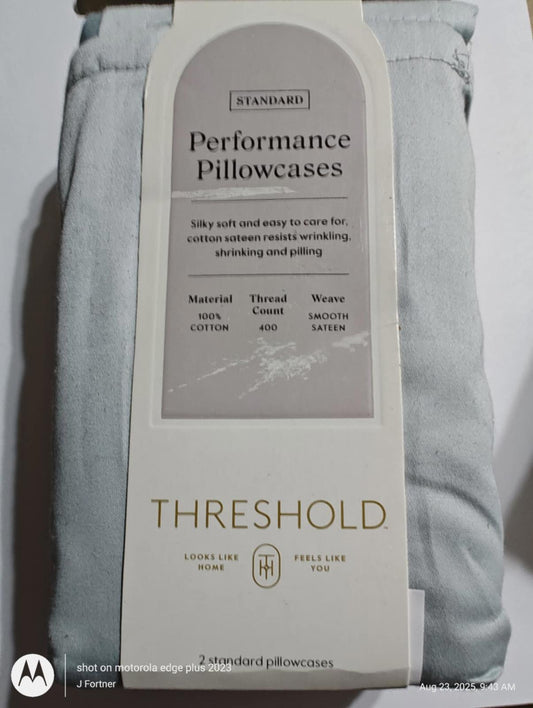 STANDARD
Performance
Pillowcases
Silky soft and easy to care for,
cotton sateen resists wrinkling,
shrinking and pilling
Material
100%
COTTON
Thread
Count
400
Weave
SMOOTH
SATEEN
THRESHOLD™
LOOKS LIKE
HOME
TH
FEELS LIKE
YOU
2 standard pillowcases
shot on motorola edge plus 2023
J Fortner
Aug 23, 2025, 9:43 AM